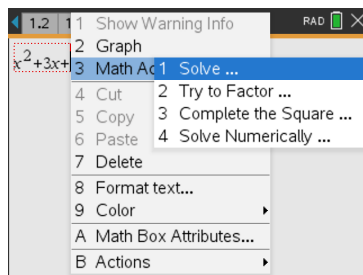 1.2 1 RAD
x²+3x+
1 Show Warning Info
2 Graph
3 Math Ac
4 Cut
5 Copy
6 Paste
7 Delete
8 Format text...
9 Color
A Math Box Attributes...
B Actions
1 Solve ...
2 Try to Factor ...
3 Complete the Square ...
4 Solve Numerically ...